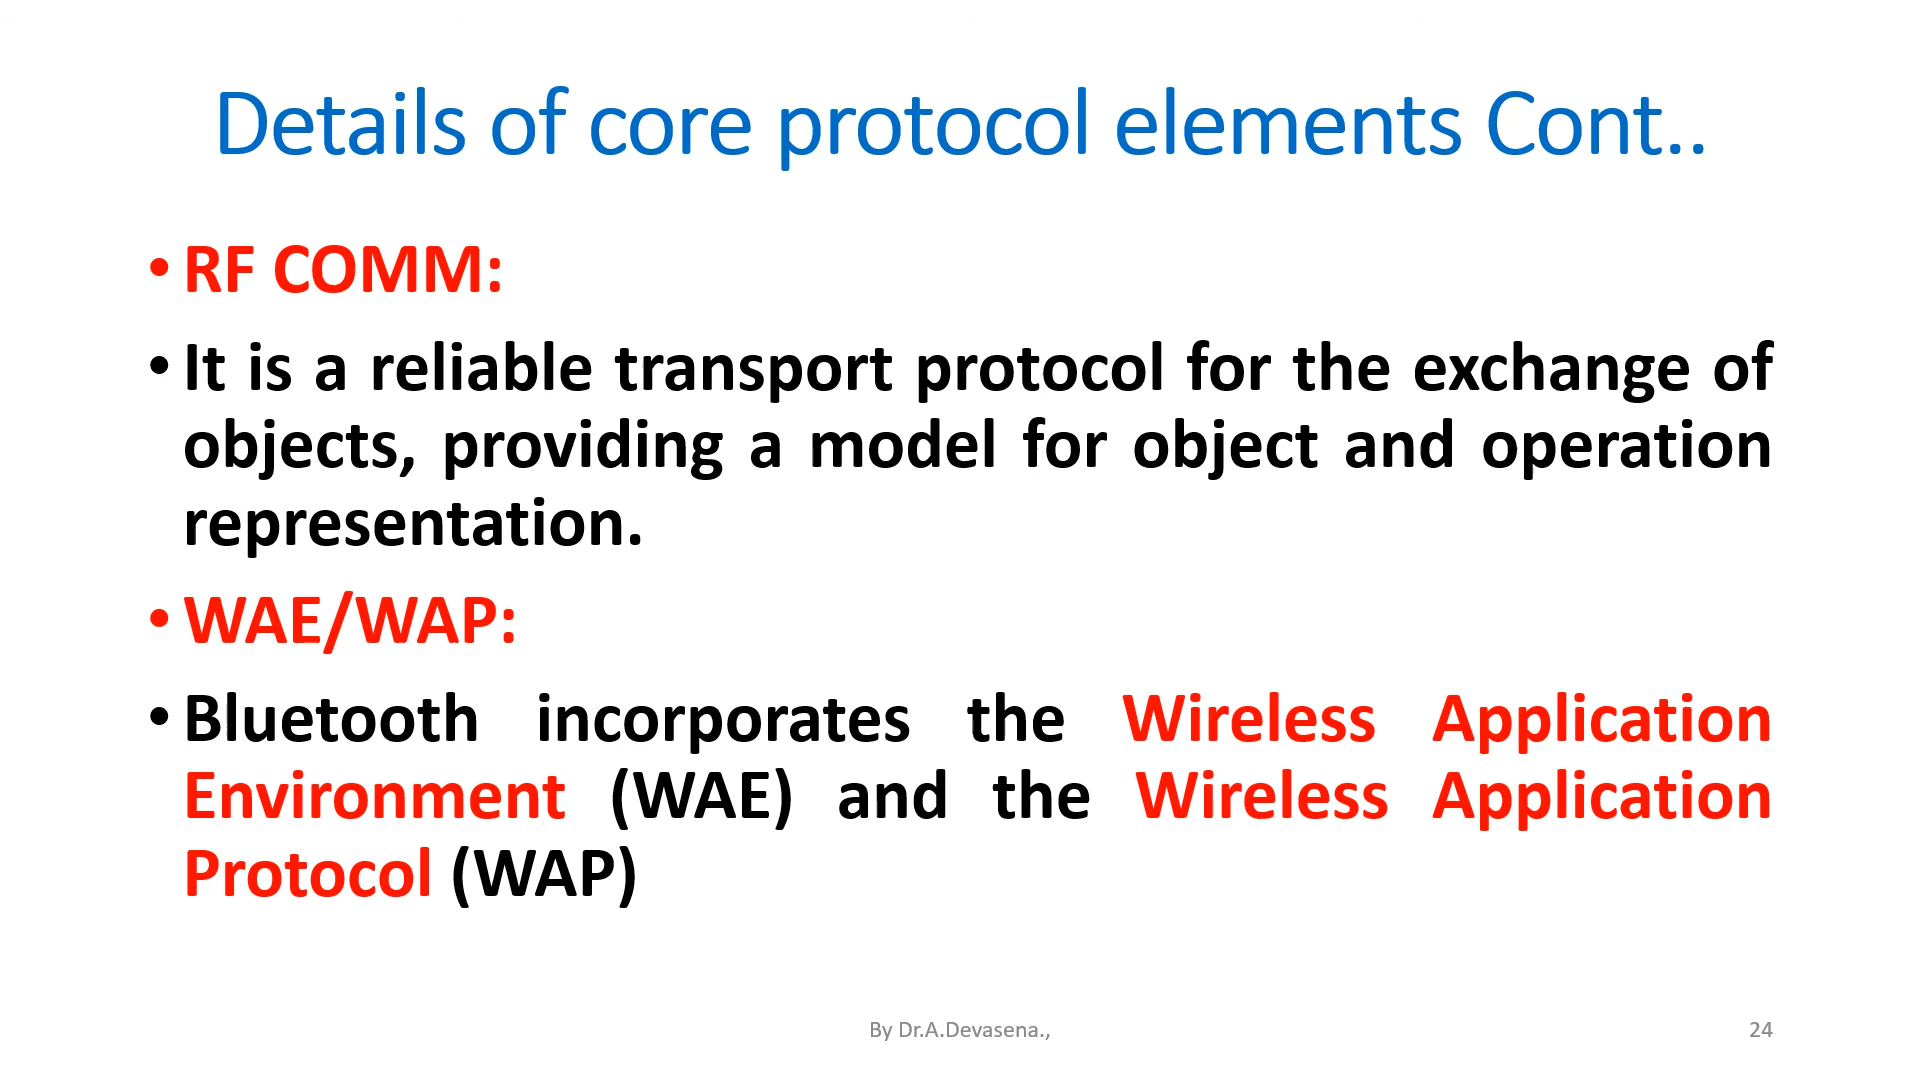 Details of core protocol elements Cont..
• RF COMM:
• It is a reliable transport protocol for the exchange of
objects, providing a model for object and operation
representation.
• WAE/WAP:
• Bluetooth incorporates the Wireless Application
Environment (WAE) and the Wireless Application
Protocol (WAP)
By Dr.A.Devasena.,
24